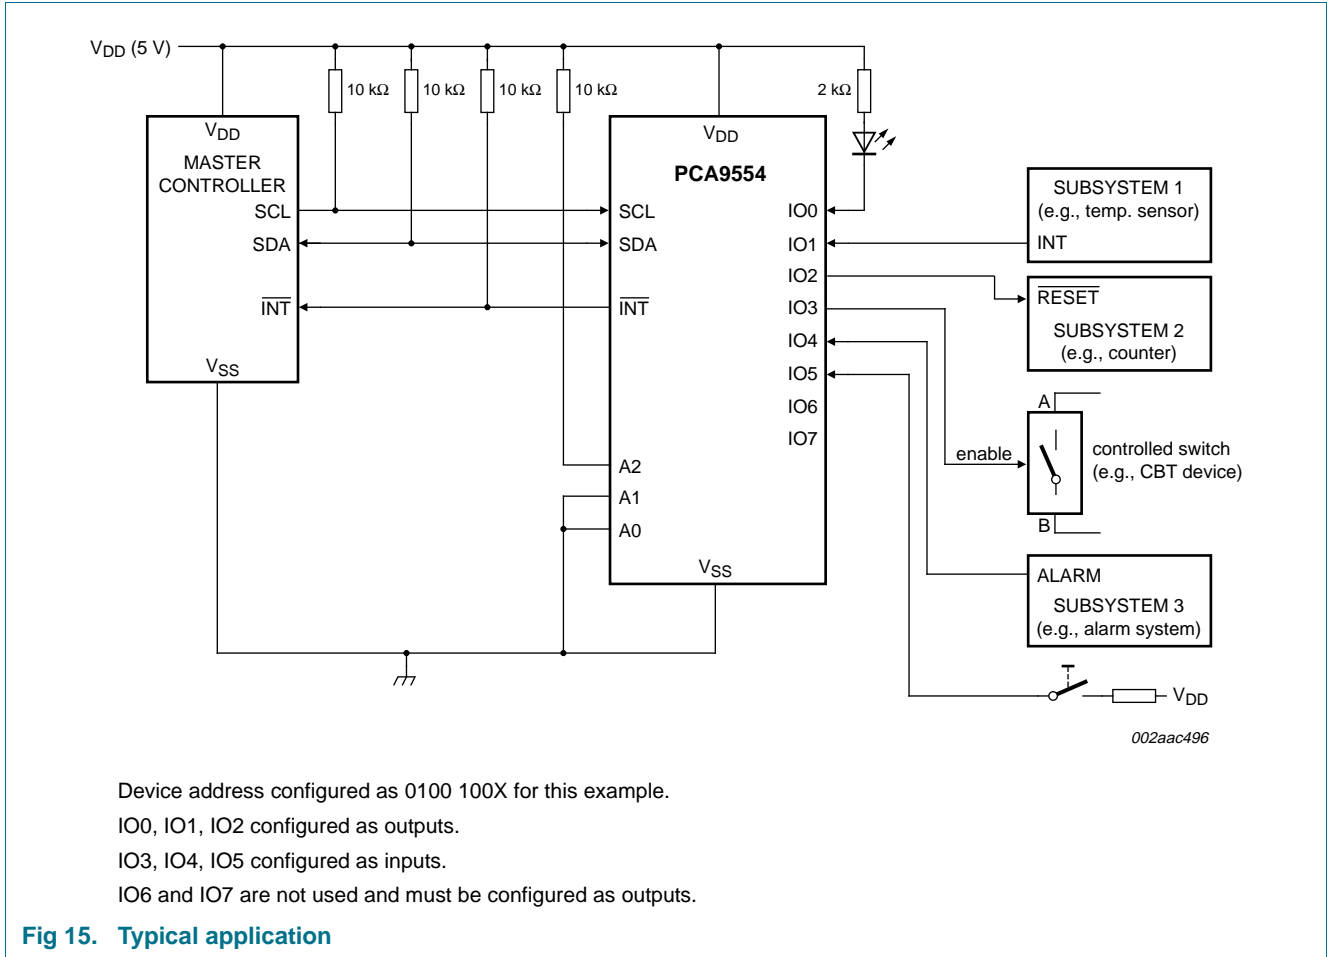 VDD (5 V)
10 kΩ
10 kΩ
10 kΩ
10 kΩ
2 kΩ
VDD
MASTER
CONTROLLER
SCL
SDA
INT
VSS
VDD
PCA9554
SCL
SDA
INT
A2
A1
A0
VSS
IO0
IO1
IO2
IO3
IO4
IO5
IO6
IO7
SUBSYSTEM 1
(e.g., temp. sensor)
INT
RESET
SUBSYSTEM 2
(e.g., counter)
A
enable
B
controlled switch
(e.g., CBT device)
ALARM
SUBSYSTEM 3
(e.g., alarm system)
VDD
002aac496
Device address configured as 0100 100X for this example.
IO0, IO1, IO2 configured as outputs.
IO3, IO4, IO5 configured as inputs.
IO6 and IO7 are not used and must be configured as outputs.
Fig 15. Typical application